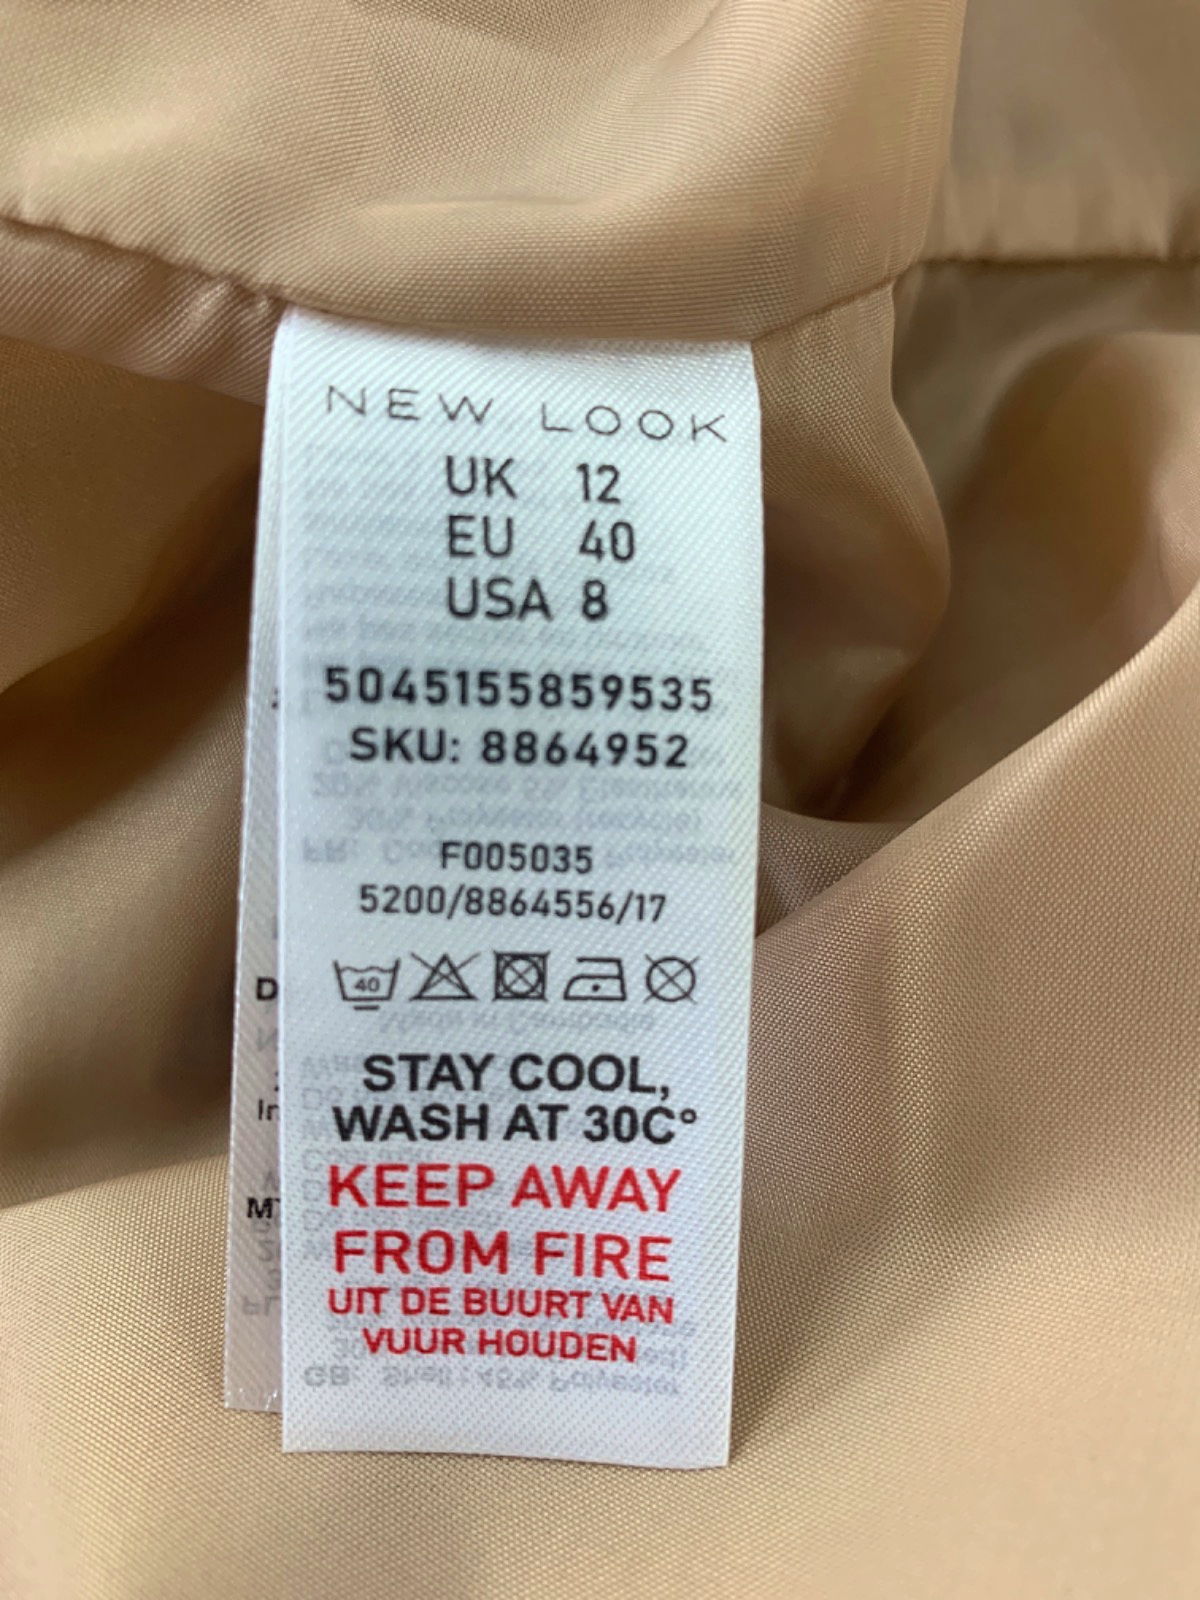 NEW LOOK
UK 12
EU 40
USA 8
5045155859535
SKU: 8864952
F005035
5200/8864556/17
40
STAY COOL,
WASH AT 30C°
KEEP AWAY
FROM FIRE
UIT DE BUURT VAN
VUUR HOUDEN